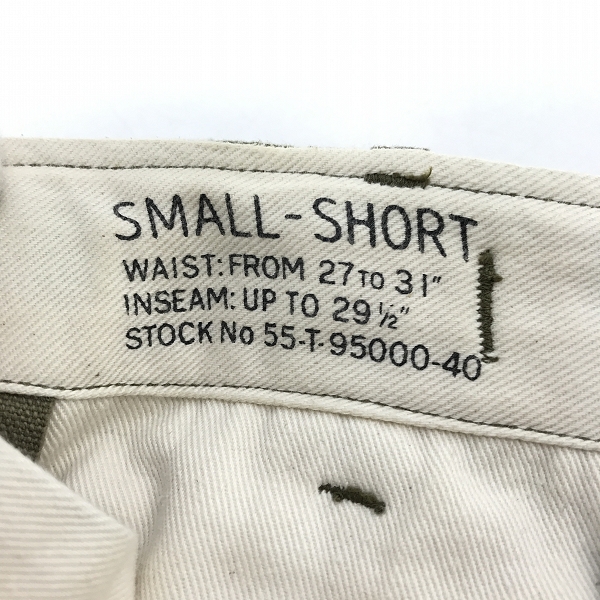 SMALL-SHORT
WAIST: FROM 27 TO 31"
INSEAM: UP TO 29 1/2"
STOCK No 55-T-95000-40